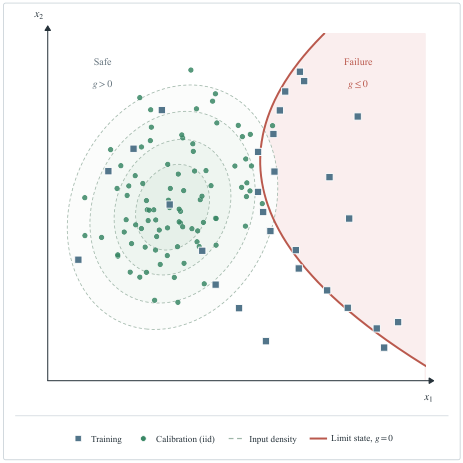 x₂
Safe
g > 0
Failure
g ≤ 0
x₁
Training
Calibration (iid)
Input density
Limit state, g = 0